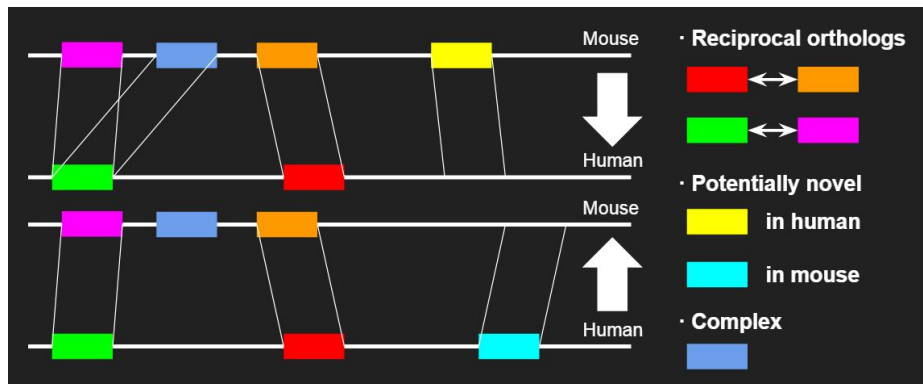 Mouse
Human
Mouse
Human
· Reciprocal orthologs
· Potentially novel
in human
in mouse
· Complex